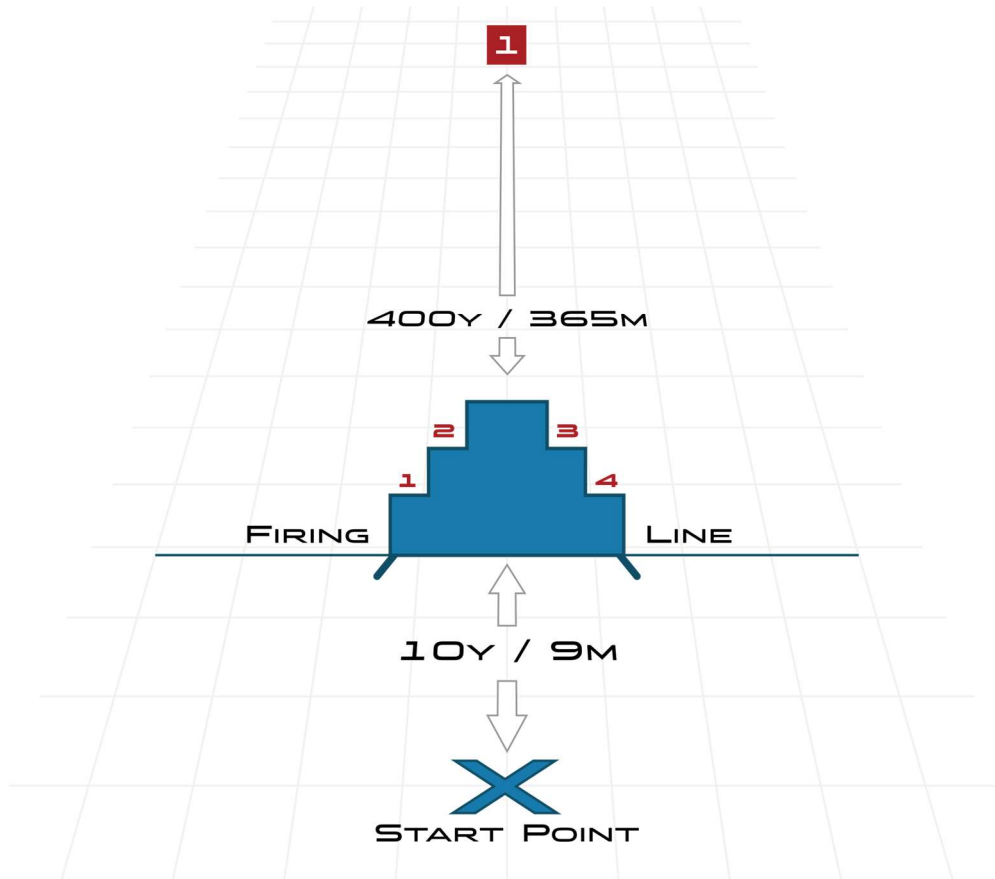 1
400Y / 365M
2 3
1 4
FIRING LINE
10Y / 9M
START POINT